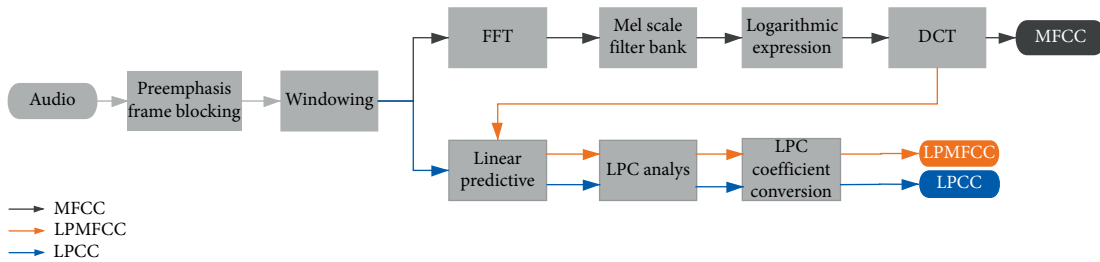 Audio
Preemphasis
frame blocking
Windowing
FFT
Mel scale
filter bank
Logarithmic
expression
DCT
MFCC
Linear
predictive
LPC analys
LPC
coefficient
conversion
LPMFCC
LPCC
MFCC
LPMFCC
LPCC